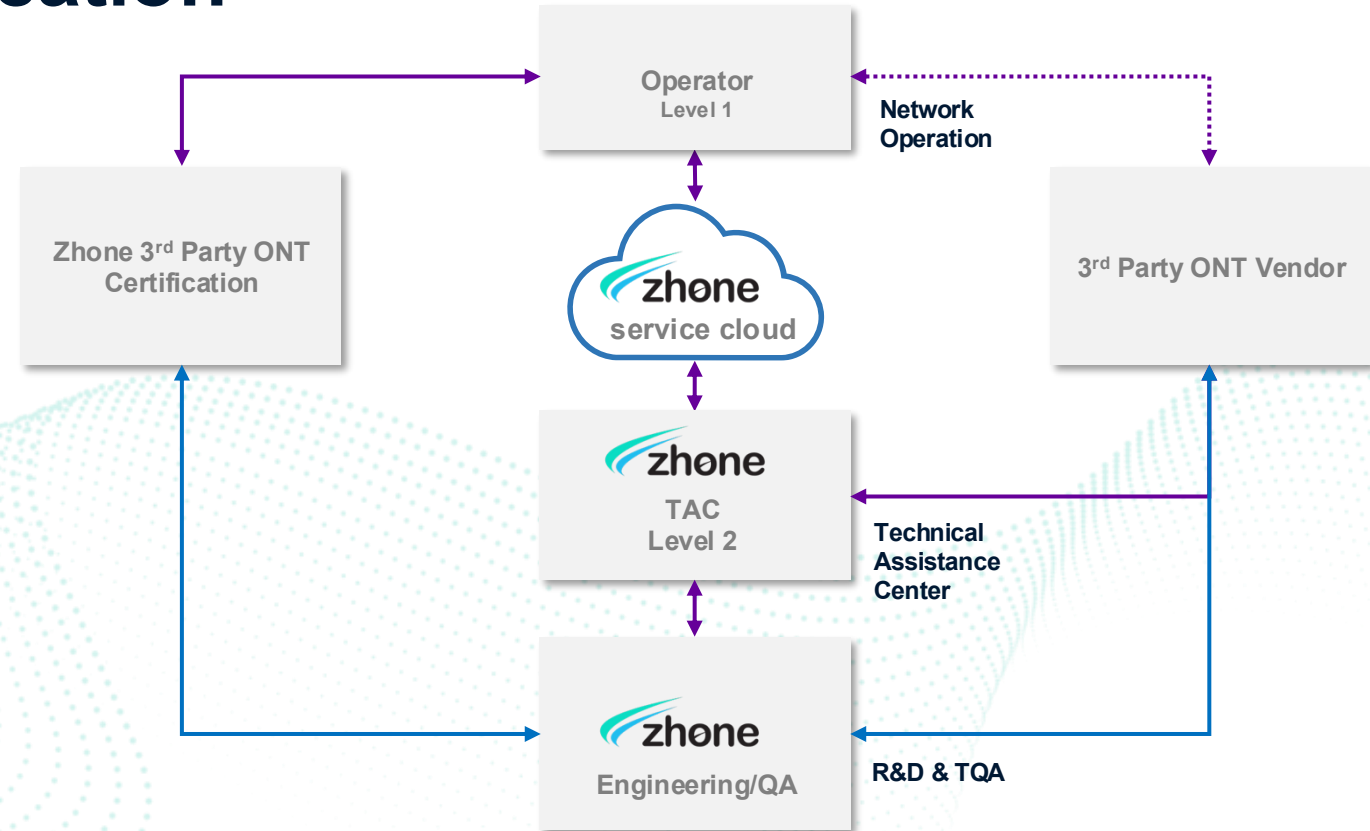 Operator
Level 1
Network
Operation
Zhone 3rd Party ONT
Certification
zhone
service cloud
3rd Party ONT Vendor
zhone
TAC
Level 2
Technical
Assistance
Center
zhone
Engineering/QA
R&D & TQA